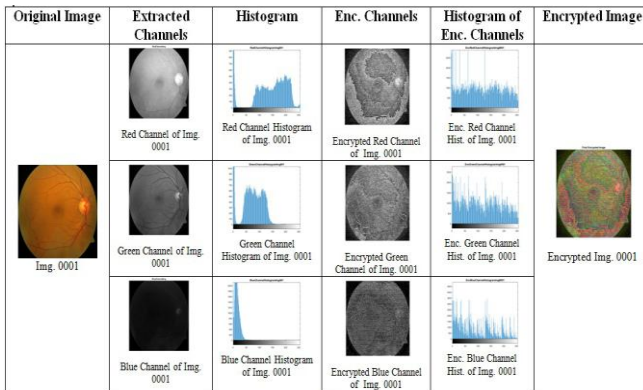 Original Image
Extracted
Channels
Histogram
Enc. Channels
Histogram of
Enc. Channels
Encrypted Image
Red Channel of Img.
0001
Red Channel Histogram
of Img. 0001
Encrypted Red Channel
of Img. 0001
Enc. Red Channel
Hist. of Img. 0001
Img. 0001
Green Channel of Img.
0001
Green Channel
Histogram of Img. 0001
Encrypted Green
Channel of Img. 0001
Enc. Green Channel
Hist. of Img. 0001
Encrypted Img. 0001
Blue Channel of Img.
0001
Blue Channel Histogram
of Img. 0001
Encrypted Blue Channel
of Img. 0001
Enc. Blue Channel
Hist. of Img. 0001